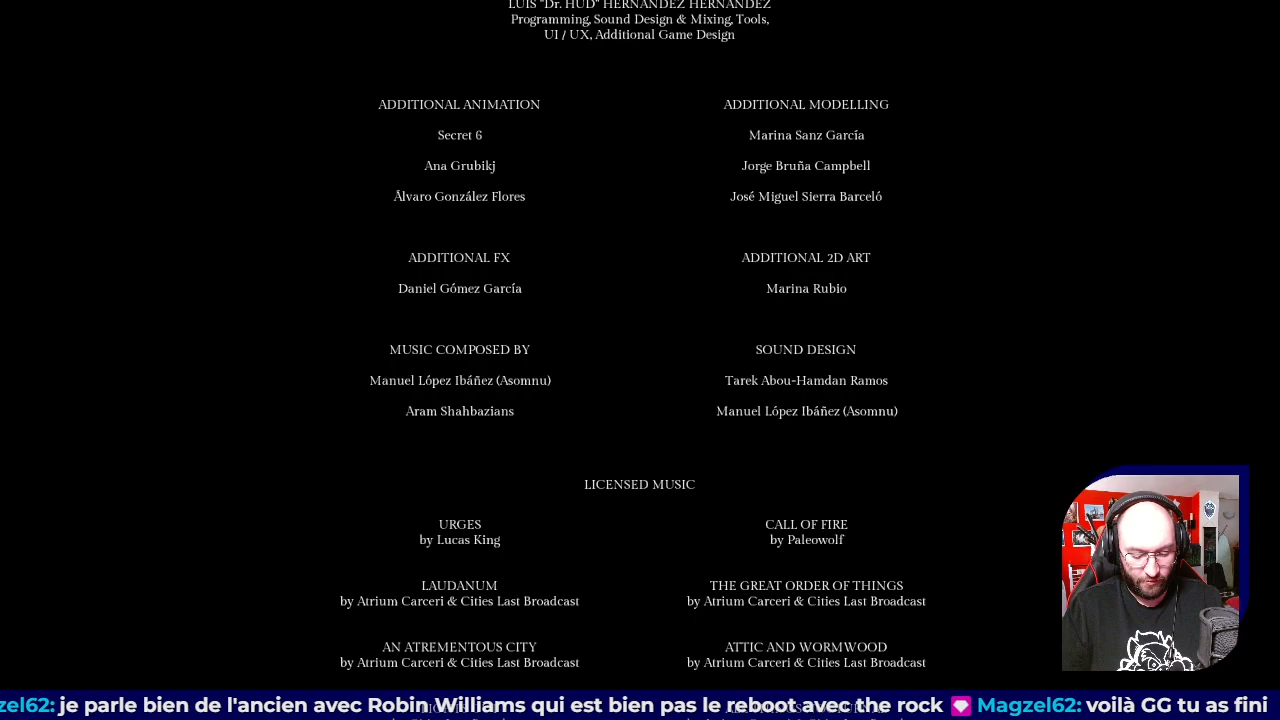 LUIS "Dr. HUD" HERNÁNDEZ HERNÁNDEZ
Programming, Sound Design & Mixing, Tools,
UI / UX, Additional Game Design
ADDITIONAL ANIMATION
Secret 6
Ana Grubikj
Álvaro González Flores
ADDITIONAL MODELLING
Marina Sanz García
Jorge Bruña Campbell
José Miguel Sierra Barceló
ADDITIONAL FX
Daniel Gómez García
ADDITIONAL 2D ART
Marina Rubio
MUSIC COMPOSED BY
Manuel López Ibáñez (Asomnu)
Aram Shahbazians
SOUND DESIGN
Tarek Abou-Hamdan Ramos
Manuel López Ibáñez (Asomnu)
LICENSED MUSIC
URGES
by Lucas King
CALL OF FIRE
by Paleowolf
LAUDANUM
by Atrium Carceri & Cities Last Broadcast
THE GREAT ORDER OF THINGS
by Atrium Carceri & Cities Last Broadcast
AN ATREMENTOUS CITY
by Atrium Carceri & Cities Last Broadcast
ATTIC AND WORMWOOD
by Atrium Carceri & Cities Last Broadcast
zel62: je parle bien de l'ancien avec Robin Williams qui est bien pas le reboot avec the rock Magzel62: voilà GG tu as fini